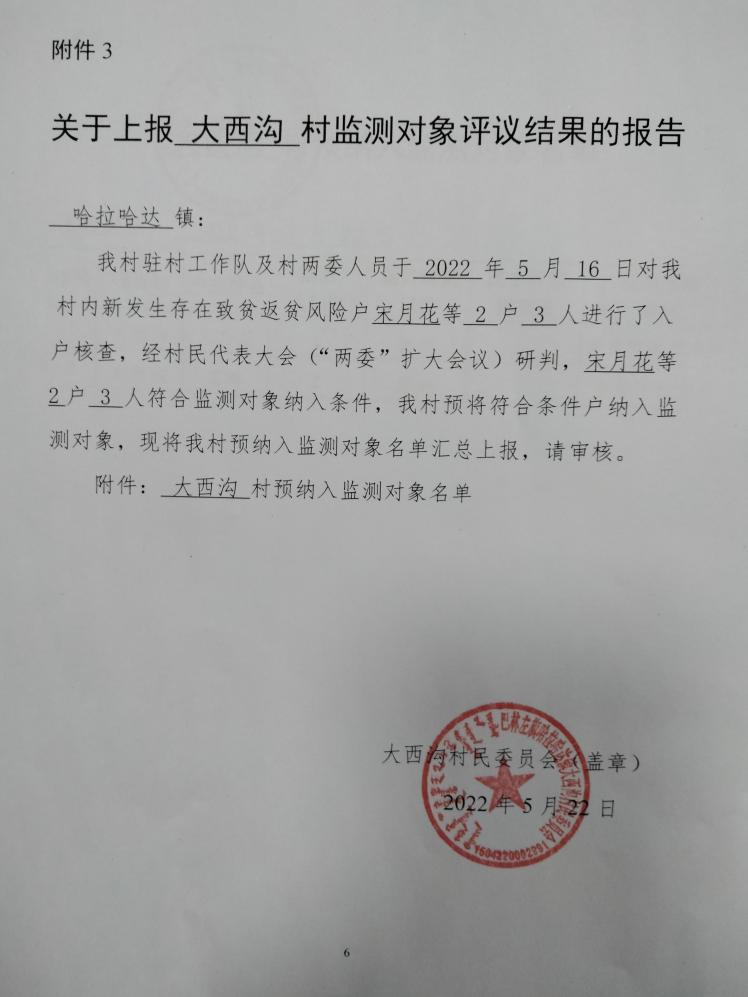 附件 3
关于上报 大西沟 村监测对象评议结果的报告
哈拉哈达 镇：
我村驻村工作队及村两委人员于 2022 年 5 月 16 日对我
村内新发生存在致贫返贫风险户宋月花等 2 户 3 人进行了入
户核查，经村民代表大会（“两委”扩大会议）研判，宋月花等
2户 3 人符合监测对象纳入条件，我村预将符合条件户纳入监
测对象，现将我村预纳入监测对象名单汇总上报，请审核。
附件： 大西沟 村预纳入监测对象名单
大西沟村民委员会（盖章）
2022 年 5 月 22 日
6